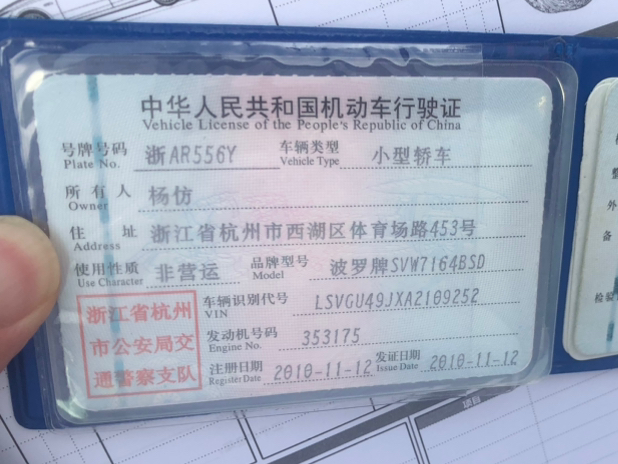 中华人民共和国机动车行驶证
Vehicle License of the People's Republic of China
号牌号码 浙AR556Y 车辆类型 小型轿车
Plate No. Vehicle Type
所有人 杨仿
Owner
住址 浙江省杭州市西湖区体育场路453号
Address
使用性质 非营运 品牌型号 波罗牌SVW7164BSD
Use Character Model
浙江省杭州
市公安局交
通警察支队
车辆识别代号 LSVGU49JXA2109252
VIN
发动机号码 353175
Engine No.
注册日期 2010-11-12 发证日期 2010-11-12
Register Date Issue Date
整
外
备
检验
项目